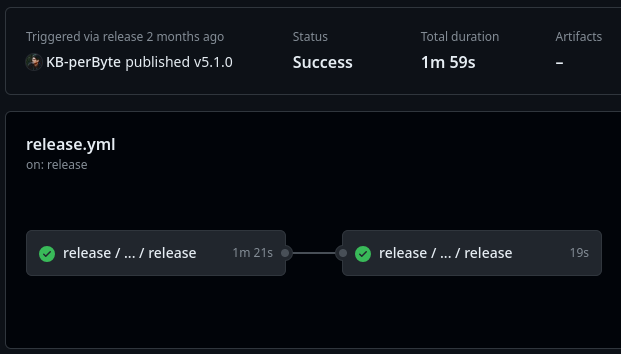 Triggered via release 2 months ago
KB-perByte published v5.1.0
Status
Success
Total duration
1m 59s
Artifacts
–
release.yml
on: release
release / ... / release 1m 21s
release / ... / release 19s